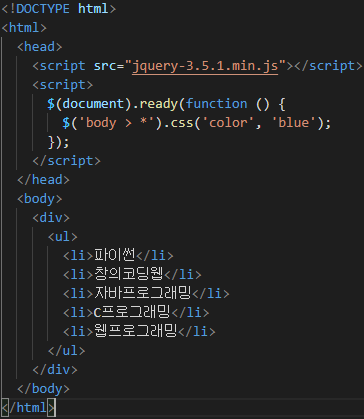 <!DOCTYPE html>
<html>
<head>
<script src="jquery-3.5.1.min.js"></script>
<script>
$(document).ready(function () {
$('body > *').css('color', 'blue');
});
</script>
</head>
<body>
<div>
<ul>
<li>파이썬</li>
<li>창의코딩웹</li>
<li>자바프로그래밍</li>
<li>C프로그래밍</li>
<li>웹프로그래밍</li>
</ul>
</div>
</body>
</html>